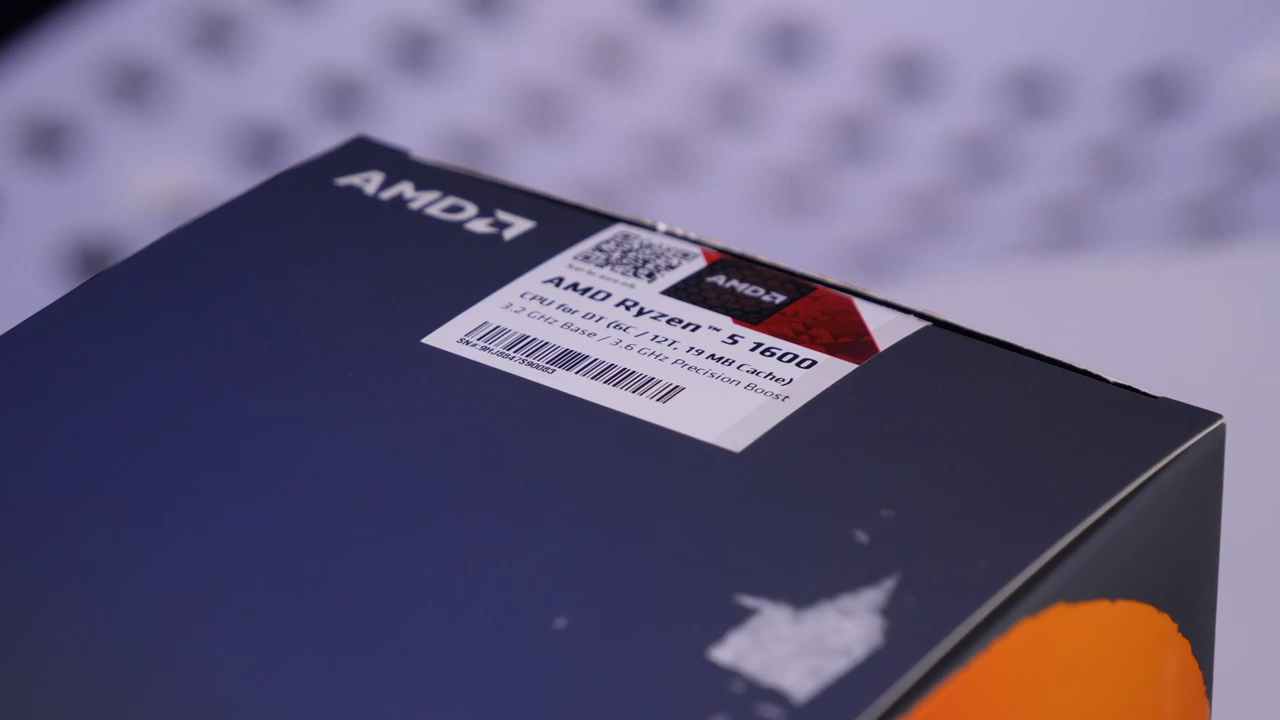 AMD
AMD
AMD Ryzen™ 5 1600
CPU for DT (6C / 12T, 19 MB Cache)
3.2 GHz Base / 3.6 GHz Precision Boost